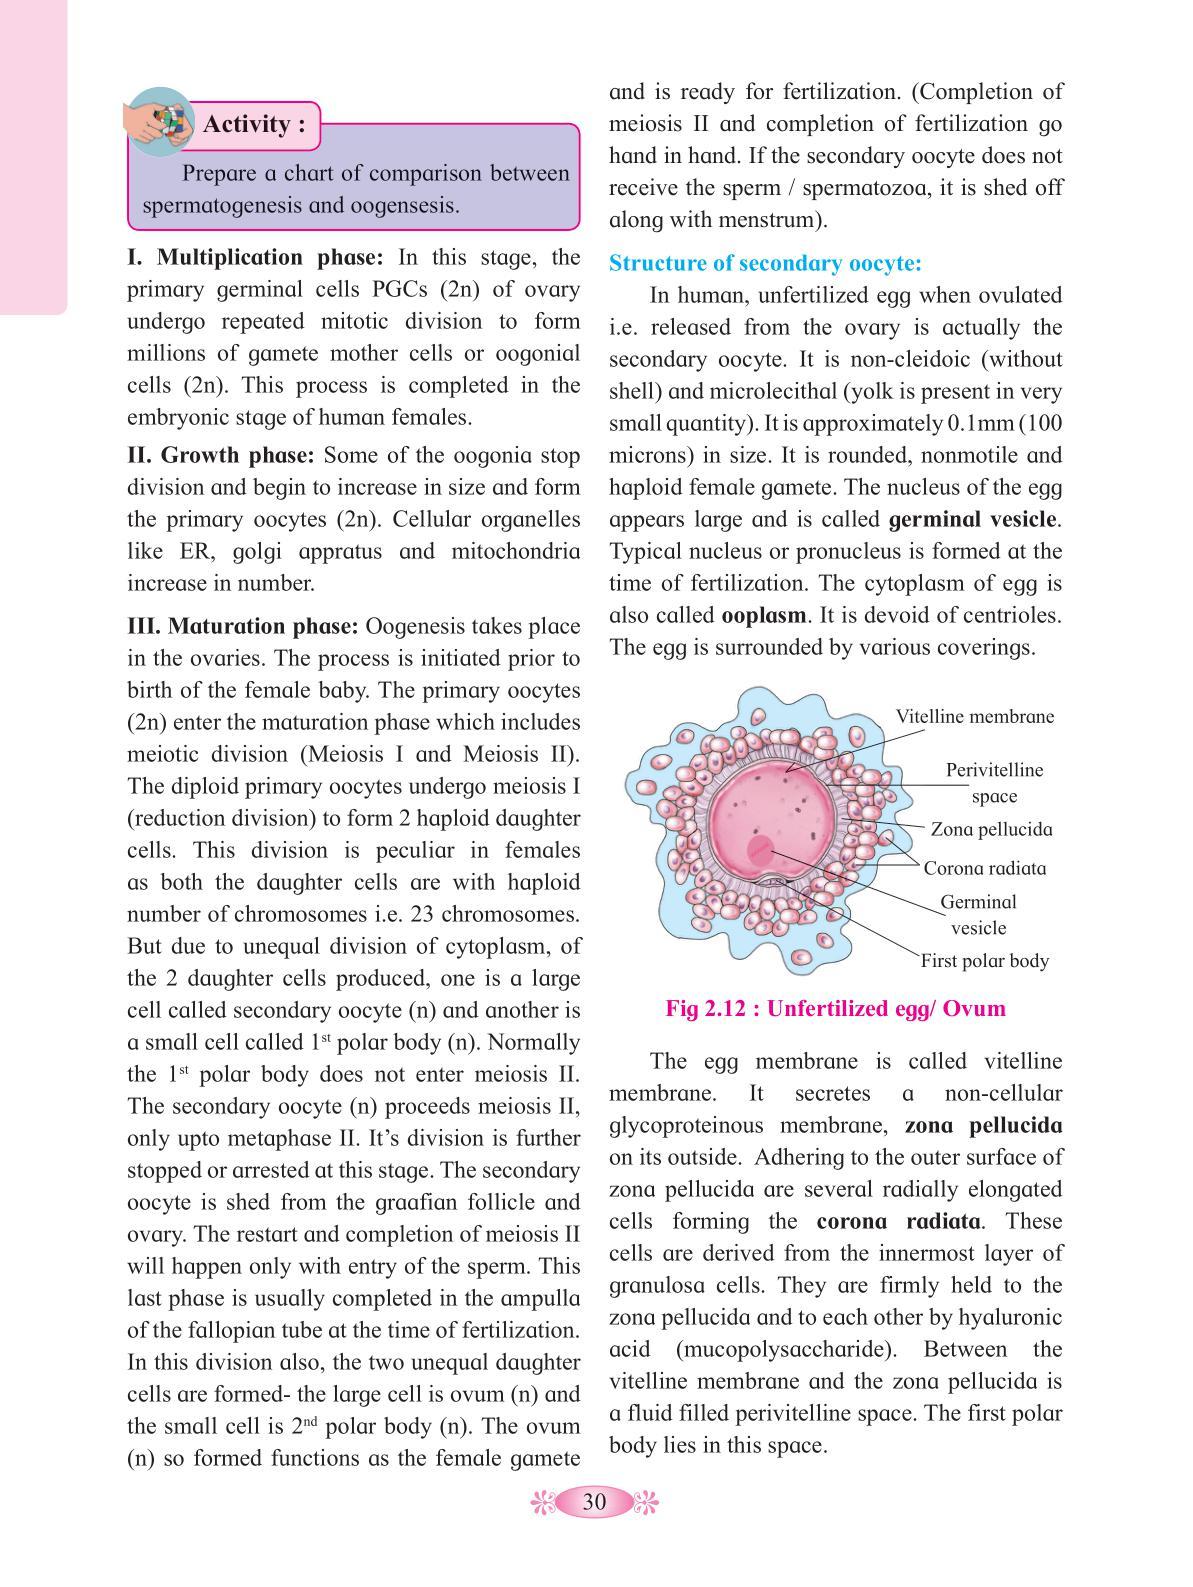 Activity :
Prepare a chart of comparison between
spermatogenesis and oogensesis.
I. Multiplication phase: In this stage, the
primary germinal cells PGCs (2n) of ovary
undergo repeated mitotic division to form
millions of gamete mother cells or oogonial
cells (2n). This process is completed in the
embryonic stage of human females.
II. Growth phase: Some of the oogonia stop
division and begin to increase in size and form
the primary oocytes (2n). Cellular organelles
like ER, golgi appratus and mitochondria
increase in number.
III. Maturation phase: Oogenesis takes place
in the ovaries. The process is initiated prior to
birth of the female baby. The primary oocytes
(2n) enter the maturation phase which includes
meiotic division (Meiosis I and Meiosis II).
The diploid primary oocytes undergo meiosis I
(reduction division) to form 2 haploid daughter
cells. This division is peculiar in females
as both the daughter cells are with haploid
number of chromosomes i.e. 23 chromosomes.
But due to unequal division of cytoplasm, of
the 2 daughter cells produced, one is a large
cell called secondary oocyte (n) and another is
a small cell called 1st polar body (n). Normally
the 1st polar body does not enter meiosis II.
The secondary oocyte (n) proceeds meiosis II,
only upto metaphase II. It’s division is further
stopped or arrested at this stage. The secondary
oocyte is shed from the graafian follicle and
ovary. The restart and completion of meiosis II
will happen only with entry of the sperm. This
last phase is usually completed in the ampulla
of the fallopian tube at the time of fertilization.
In this division also, the two unequal daughter
cells are formed- the large cell is ovum (n) and
the small cell is 2nd polar body (n). The ovum
(n) so formed functions as the female gamete
and is ready for fertilization. (Completion of
meiosis II and completion of fertilization go
hand in hand. If the secondary oocyte does not
receive the sperm / spermatozoa, it is shed off
along with menstrum).
Structure of secondary oocyte:
In human, unfertilized egg when ovulated
i.e. released from the ovary is actually the
secondary oocyte. It is non-cleidoic (without
shell) and microlecithal (yolk is present in very
small quantity). It is approximately 0.1mm (100
microns) in size. It is rounded, nonmotile and
haploid female gamete. The nucleus of the egg
appears large and is called germinal vesicle.
Typical nucleus or pronucleus is formed at the
time of fertilization. The cytoplasm of egg is
also called ooplasm. It is devoid of centrioles.
The egg is surrounded by various coverings.
Vitelline membrane
Perivitelline
space
Zona pellucida
Corona radiata
Germinal
vesicle
First polar body
Fig 2.12 : Unfertilized egg/ Ovum
The egg membrane is called vitelline
membrane. It secretes a non-cellular
glycoproteinous membrane, zona pellucida
on its outside. Adhering to the outer surface of
zona pellucida are several radially elongated
cells forming the corona radiata. These
cells are derived from the innermost layer of
granulosa cells. They are firmly held to the
zona pellucida and to each other by hyaluronic
acid (mucopolysaccharide). Between the
vitelline membrane and the zona pellucida is
a fluid filled perivitelline space. The first polar
body lies in this space.
30